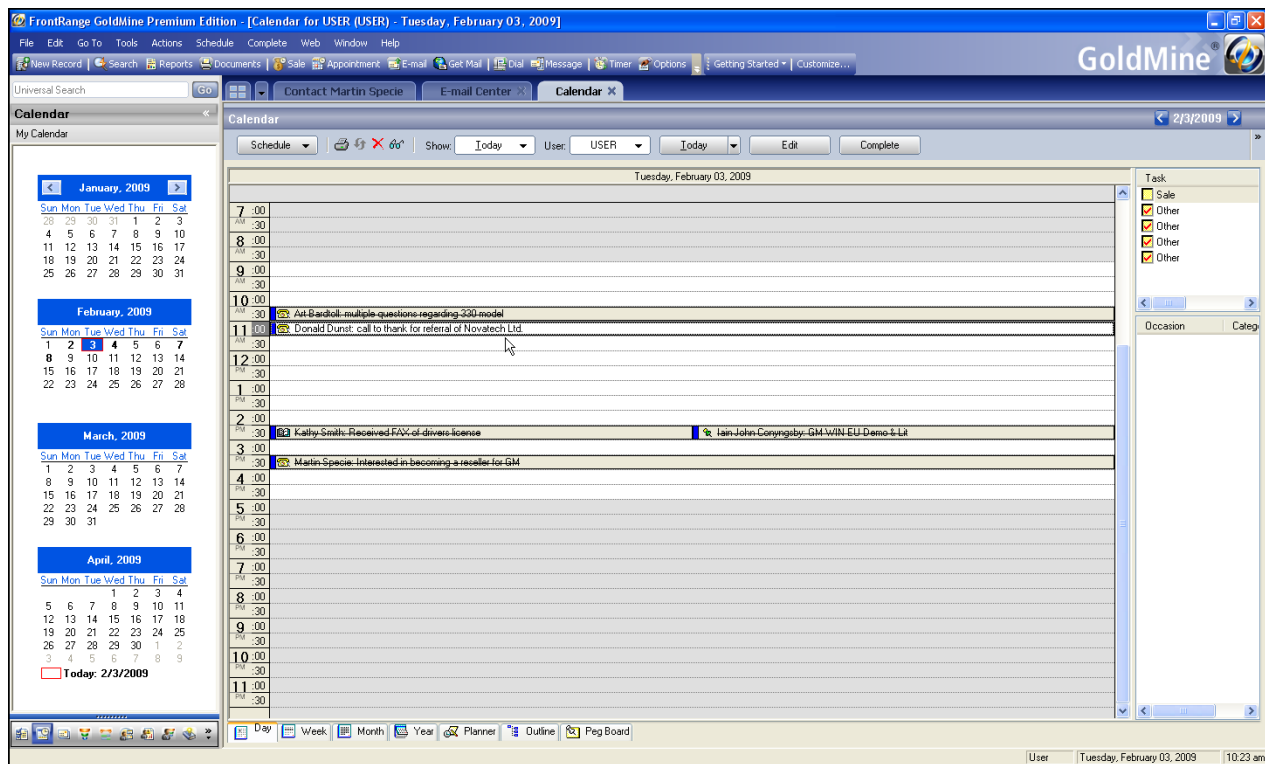 FrontRange GoldMine Premium Edition - [Calendar for USER (USER) - Tuesday, February 03, 2009]
File Edit Go To Tools Actions Schedule Complete Web Window Help
New Record Search Reports Documents Sale Appointment E-mail Get Mail Dial Message Timer Options Getting Started Customize...
GoldMine®
Universal Search Go
Contact Martin Specie E-mail Center Calendar
Calendar «
Calendar 2/3/2009
My Calendar
Schedule Show: Today User: USER Today Edit Complete »
Tuesday, February 03, 2009
January, 2009
Sun Mon Tue Wed Thu Fri Sat
28 29 30 31 1 2 3
4 5 6 7 8 9 10
11 12 13 14 15 16 17
18 19 20 21 22 23 24
25 26 27 28 29 30 31
February, 2009
Sun Mon Tue Wed Thu Fri Sat
1 2 3 4 5 6 7
8 9 10 11 12 13 14
15 16 17 18 19 20 21
22 23 24 25 26 27 28
March, 2009
Sun Mon Tue Wed Thu Fri Sat
1 2 3 4 5 6 7
8 9 10 11 12 13 14
15 16 17 18 19 20 21
22 23 24 25 26 27 28
29 30 31
April, 2009
Sun Mon Tue Wed Thu Fri Sat
1 2 3 4
5 6 7 8 9 10 11
12 13 14 15 16 17 18
19 20 21 22 23 24 25
26 27 28 29 30 1 2
3 4 5 6 7 8 9
Today: 2/3/2009
7 :00
AM :30
8 :00
AM :30
9 :00
AM :30
10 :00
AM :30 Art Bardtoll: multiple questions regarding 330 model
11 :00 Donald Dunst: call to thank for referral of Novatech Ltd.
AM :30
12 :00
PM :30
1 :00
PM :30
2 :00
PM :30 Kathy Smith: Received FAX of drivers license Iain John Conyngsby: GM WIN EU Demo & Lit
3 :00
PM :30 Martin Specie: Interested in becoming a reseller for GM
4 :00
PM :30
5 :00
PM :30
6 :00
PM :30
7 :00
PM :30
8 :00
PM :30
9 :00
PM :30
10 :00
PM :30
11 :00
PM :30
Task
Sale
Other
Other
Other
Other
Occasion Catego
Day Week Month Year Planner Outline Peg Board
User Tuesday, February 03, 2009 10:23 am